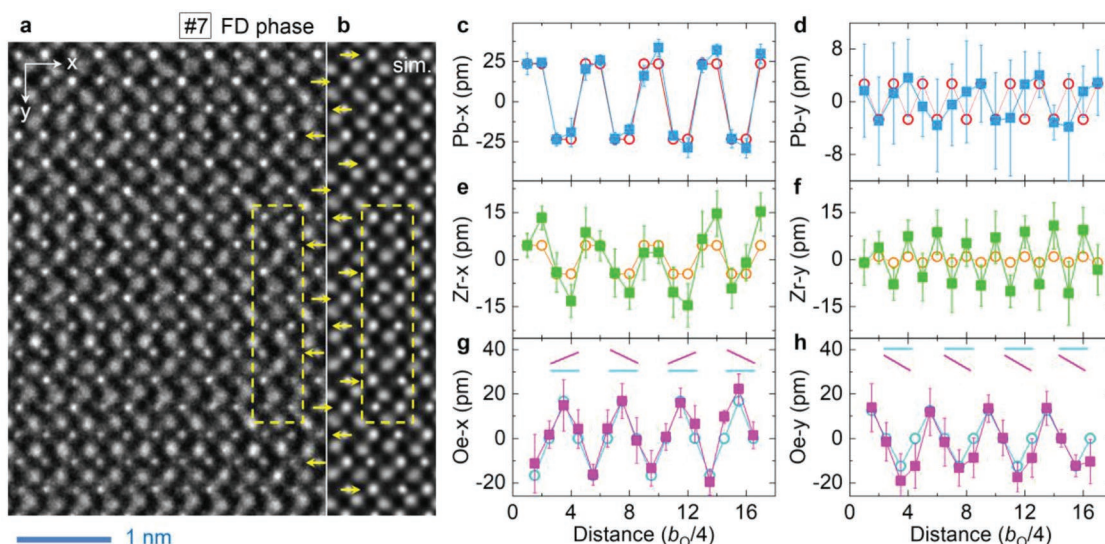 a #7 FD phase b
x
y
sim.
1 nm
c
Pb-x (pm)
25
-25
d
Pb-y (pm)
8
0
-8
e
Zr-x (pm)
15
0
-15
f
Zr-y (pm)
15
0
-15
g
Oe-x (pm)
40
20
0
-20
0 4 8 12 16
Distance (bO/4)
h
Oe-y (pm)
40
20
0
-20
0 4 8 12 16
Distance (bO/4)